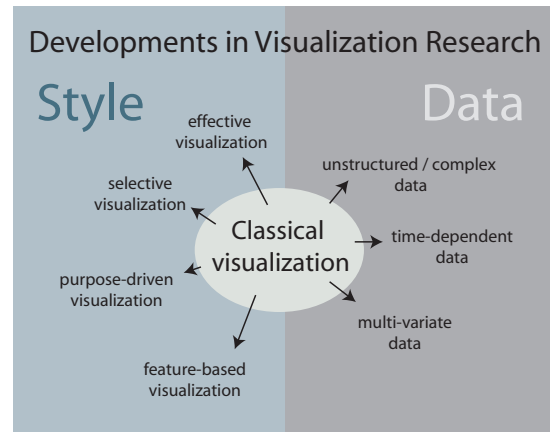 Developments in Visualization Research
Style
Data
effective
visualization
selective
visualization
purpose-driven
visualization
feature-based
visualization
Classical
visualization
unstructured / complex
data
time-dependent
data
multi-variate
data